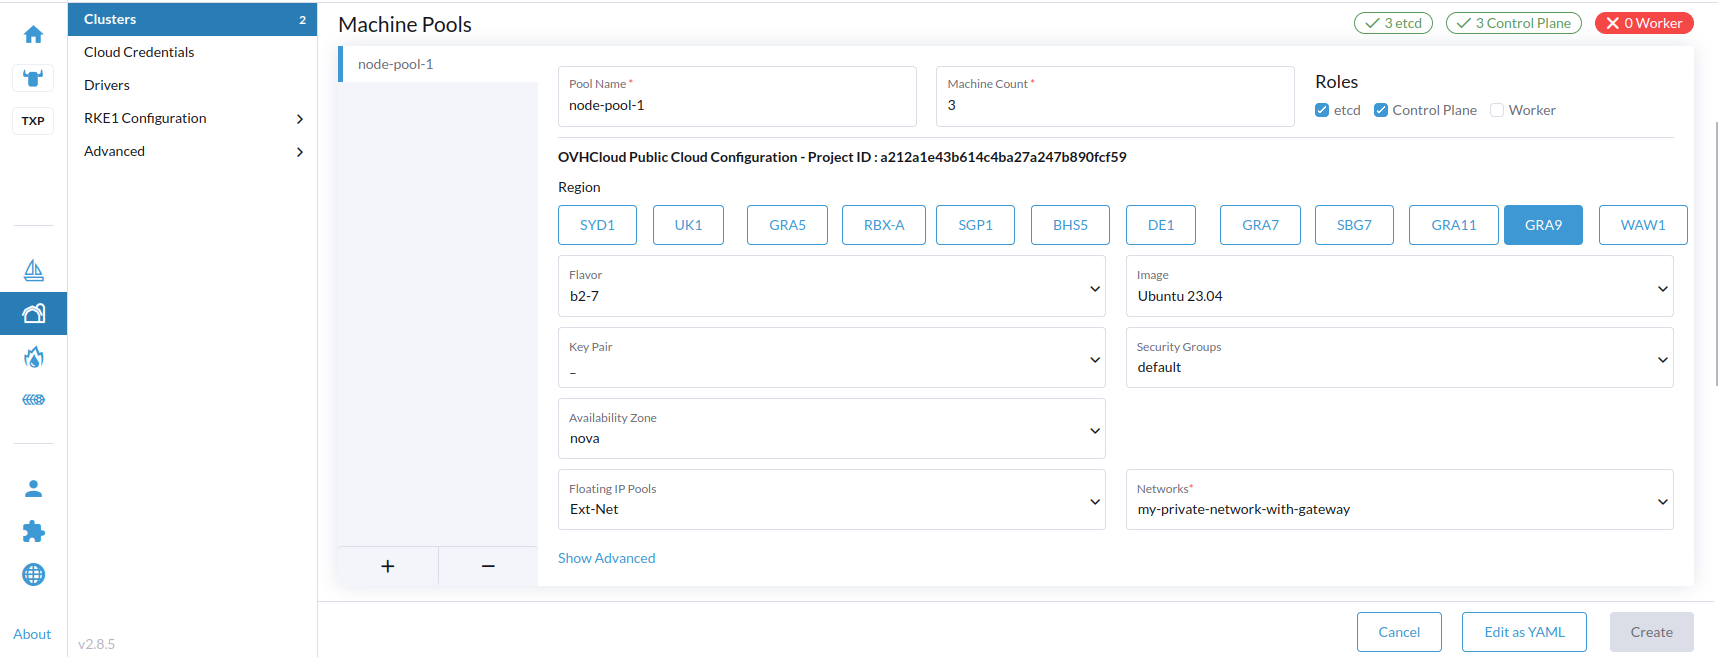 TXP
About
Clusters 2
Cloud Credentials
Drivers
RKE1 Configuration
Advanced
v2.8.5
Machine Pools
3 etcd
3 Control Plane
0 Worker
node-pool-1
Pool Name *
node-pool-1
Machine Count *
3
Roles
etcd Control Plane Worker
OVHCloud Public Cloud Configuration - Project ID : a212a1e43b614c4ba27a247b890fcf59
Region
SYD1 UK1 GRA5 RBX-A SGP1 BHS5 DE1 GRA7 SBG7 GRA11 GRA9 WAW1
Flavor
b2-7
Image
Ubuntu 23.04
Key Pair
_
Security Groups
default
Availability Zone
nova
Floating IP Pools
Ext-Net
Networks*
my-private-network-with-gateway
Show Advanced
+ −
Cancel Edit as YAML Create